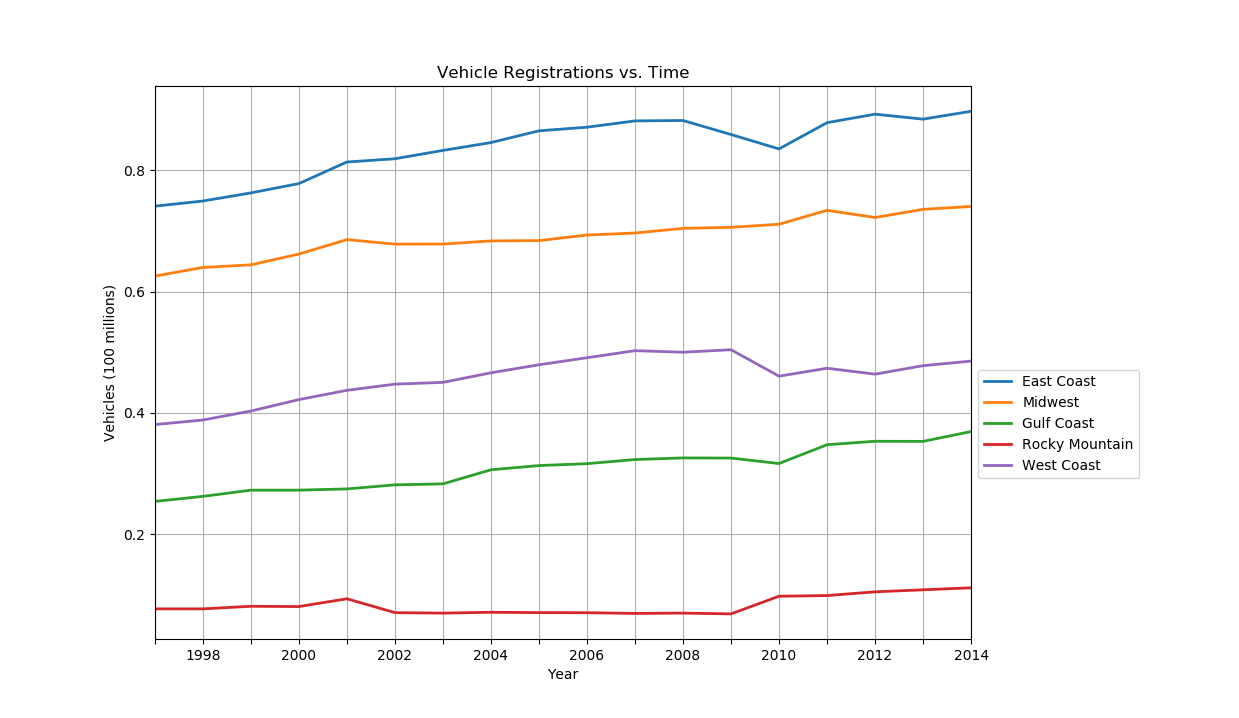 Vehicle Registrations vs. Time
Vehicles (100 millions)
0.8
0.6
0.4
0.2
1998 2000 2002 2004 2006 2008 2010 2012 2014
Year
East Coast
Midwest
Gulf Coast
Rocky Mountain
West Coast